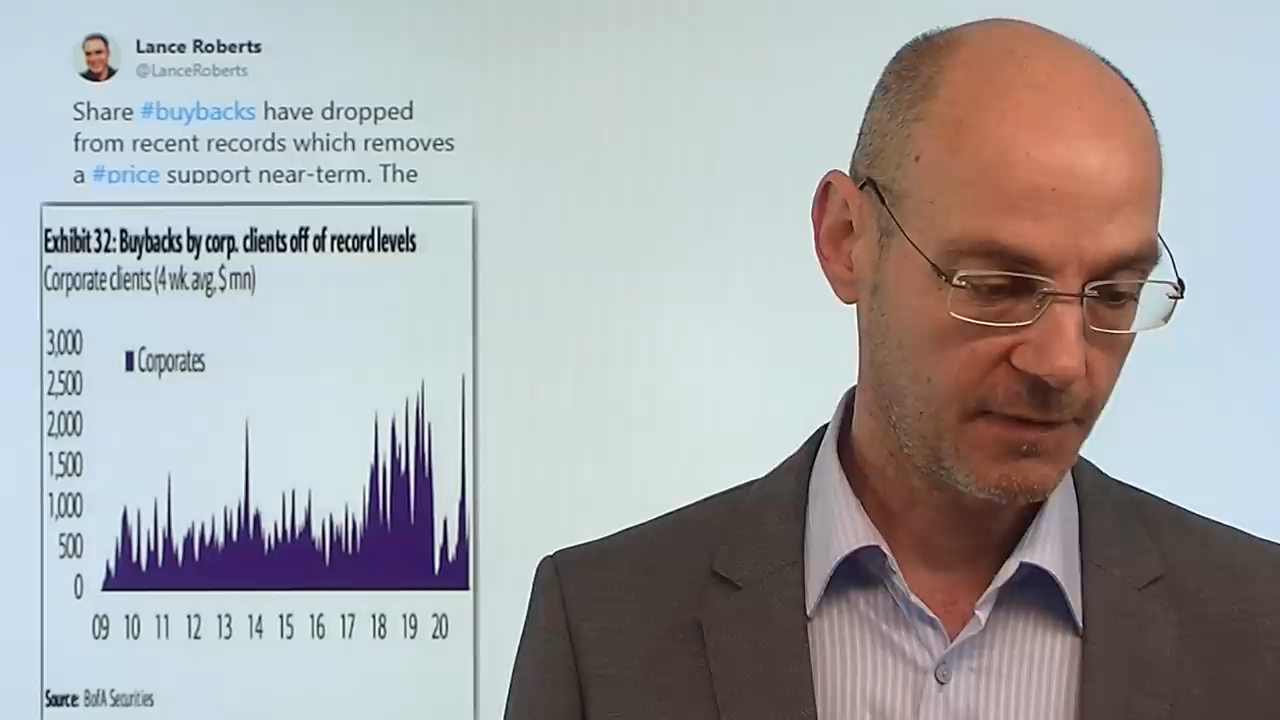 Lance Roberts
@LanceRoberts
Share #buybacks have dropped
from recent records which removes
a #price support near-term. The
Exhibit 32: Buybacks by corp. clients off of record levels
Corporate clients (4 wk avg, $ mn)
3,000
Corporates
2,500
2,000
1,500
1,000
500
0
09 10 11 12 13 14 15 16 17 18 19 20
Source: BofA Securities